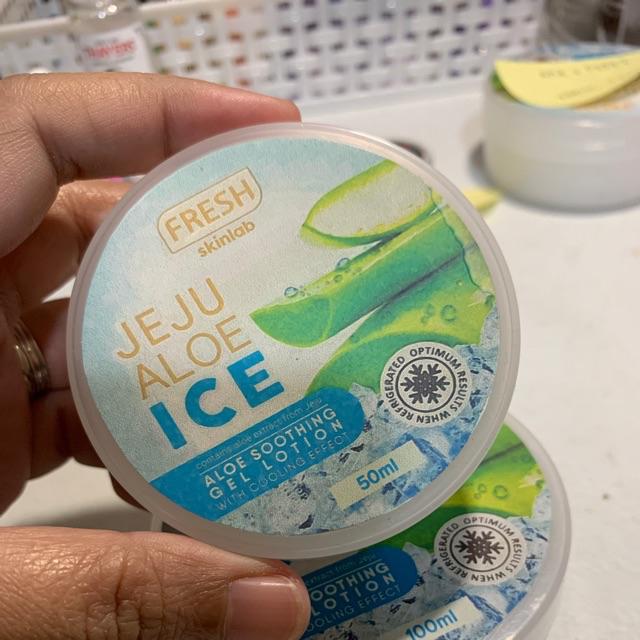 FRESH
skinlab
JEJU
ALOE
ICE
contains aloe extract from Jeju
ALOE SOOTHING
GEL LOTION
WITH COOLING EFFECT
50ml
OPTIMUM RESULTS WHEN REFRIGERATED
SOOTHING
LOTION
COOLING EFFECT
100ml
OPTIMUM RESULTS WHEN REFRIGERATED